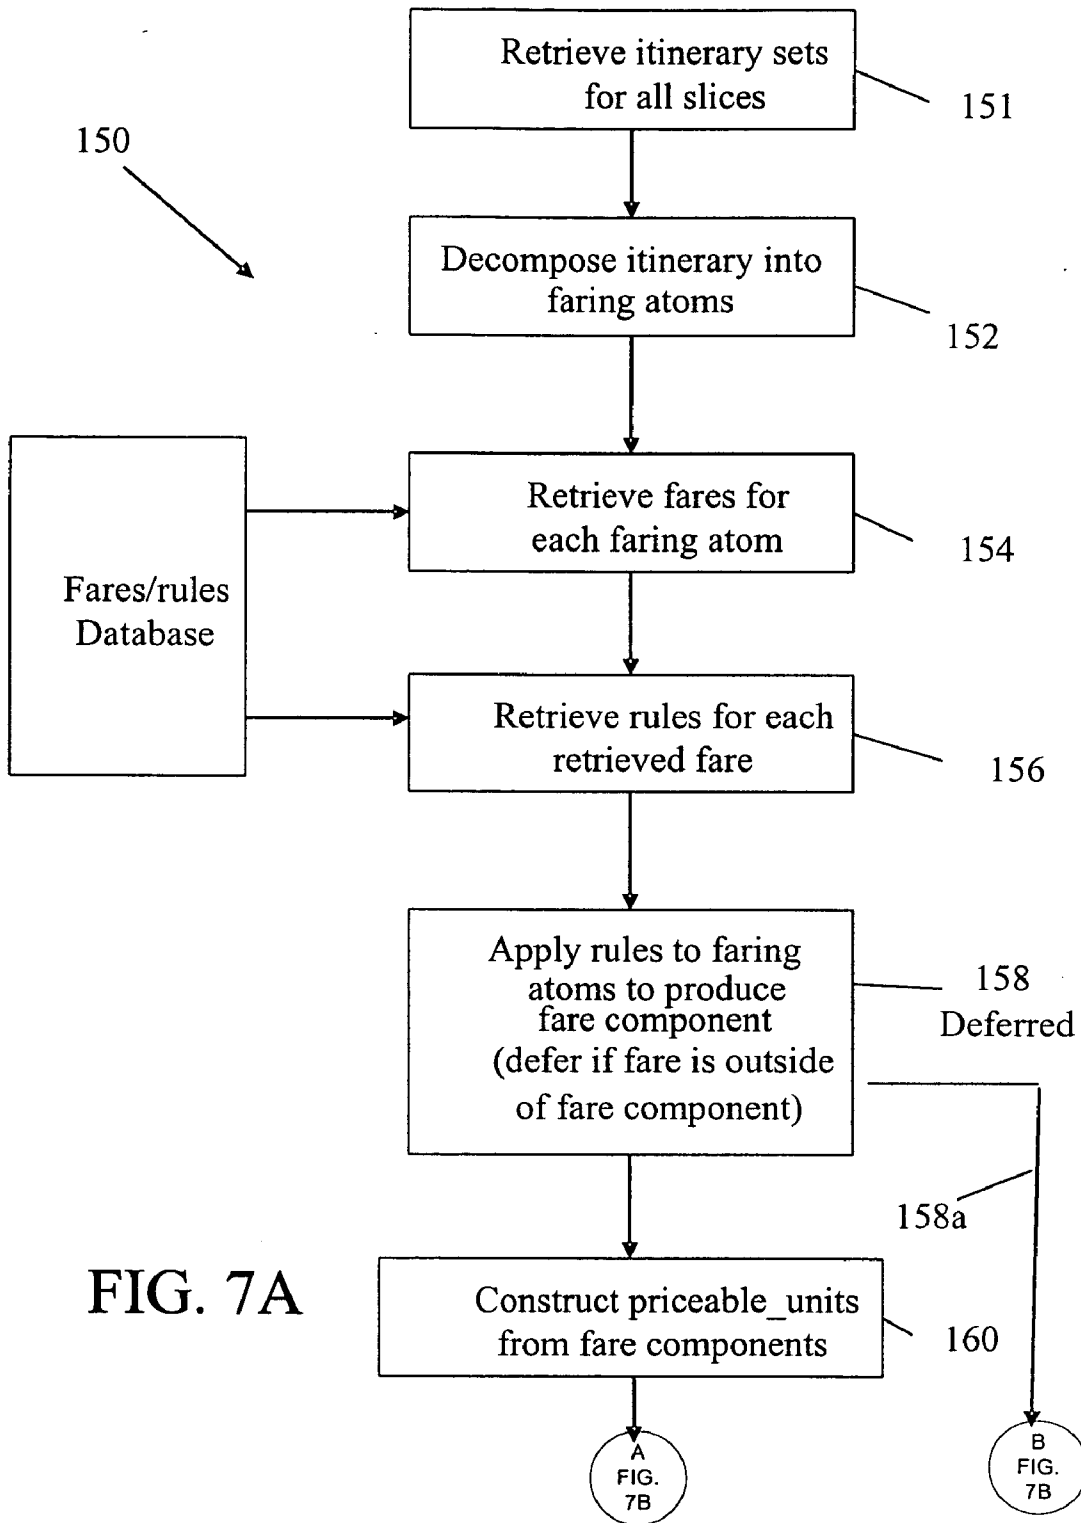 Retrieve itinerary sets
for all slices
151
150
Decompose itinerary into
faring atoms
152
Retrieve fares for
each faring atom
154
Fares/rules
Database
Retrieve rules for each
retrieved fare
156
Apply rules to faring
atoms to produce
fare component
(defer if fare is outside
of fare component)
158
Deferred
158a
FIG. 7A
Construct priceable_units
from fare components
160
A
FIG.
7B
B
FIG.
7B